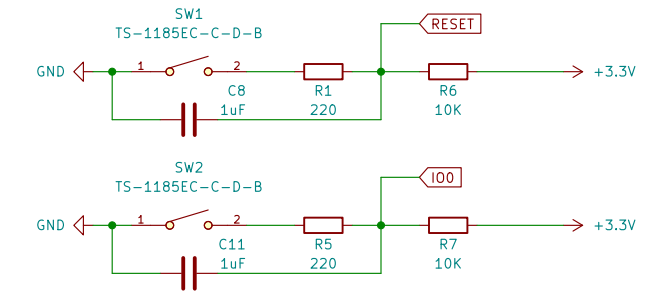 SW1
TS-1185EC-C-D-B
RESET
GND
1
2
+3.3V
C8
R1
R6
1uF
220
10K
SW2
TS-1185EC-C-D-B
IO0
GND
1
2
+3.3V
C11
R5
R7
1uF
220
10K